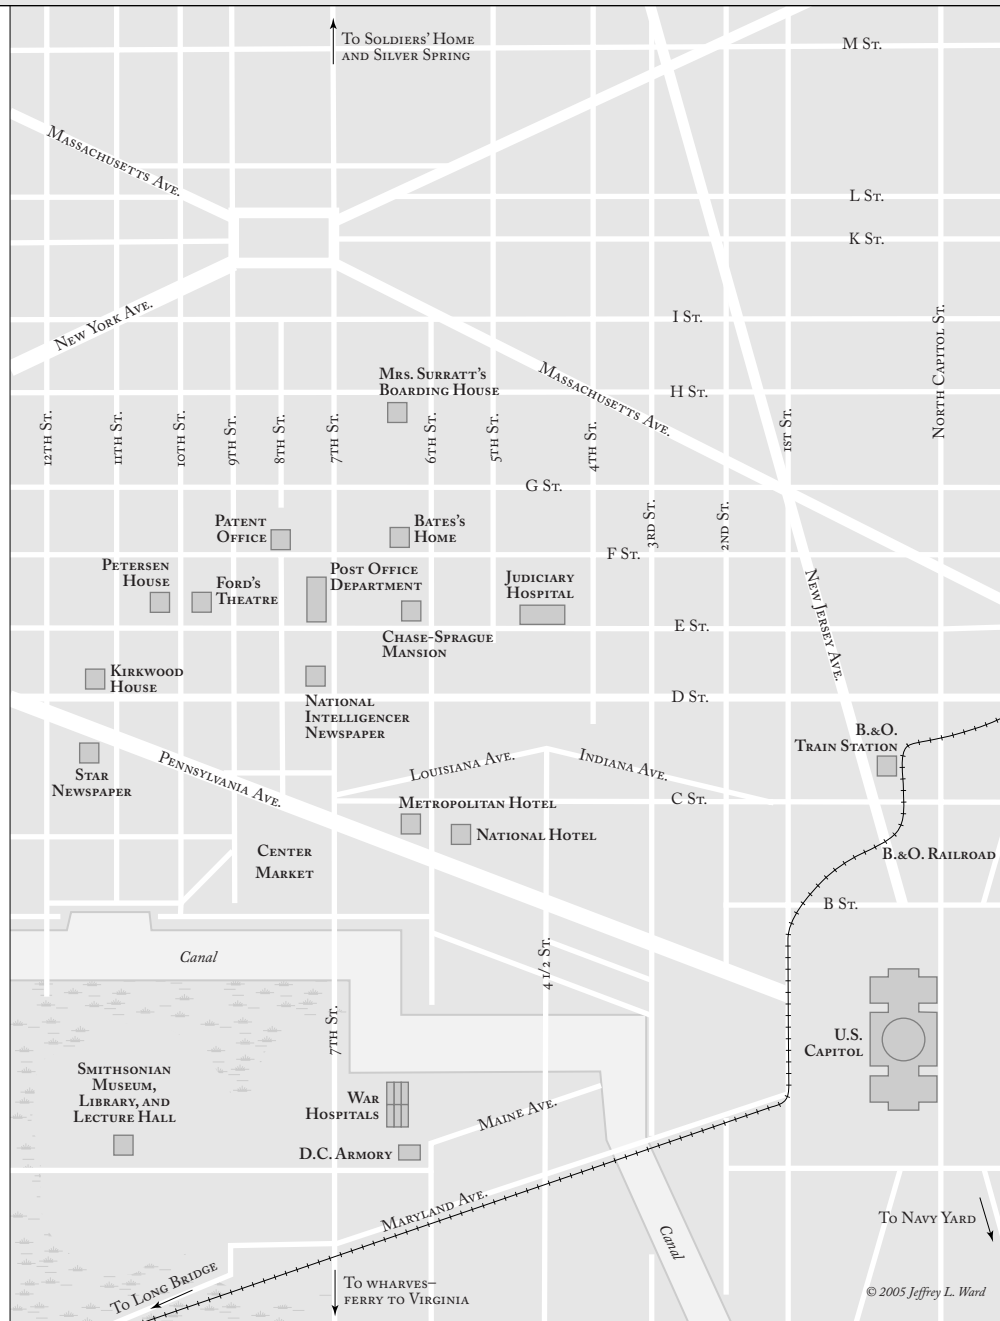 To Soldiers' Home
and Silver Spring
M St.
Massachusetts Ave.
L St.
K St.
New York Ave.
I St.
North Capitol St.
Mrs. Surratt's
Boarding House
Massachusetts Ave.
H St.
12th St.
11th St.
10th St.
9th St.
8th St.
7th St.
6th St.
5th St.
4th St.
1st St.
G St.
3rd St.
2nd St.
Patent
Office
Bates's
Home
F St.
Petersen
House
Ford's
Theatre
Post Office
Department
Judiciary
Hospital
New Jersey Ave.
E St.
Chase-Sprague
Mansion
Kirkwood
House
National
Intelligencer
Newspaper
D St.
B.&O.
Train Station
Star
Newspaper
Pennsylvania Ave.
Louisiana Ave.
Indiana Ave.
C St.
Metropolitan Hotel
National Hotel
Center
Market
B.&O. Railroad
B St.
Canal
4 1/2 St.
7th St.
U.S.
Capitol
Smithsonian
Museum,
Library, and
Lecture Hall
War
Hospitals
Maine Ave.
D.C. Armory
Maryland Ave.
To Navy Yard
Canal
To Long Bridge
To wharves–
ferry to Virginia
© 2005 Jeffrey L. Ward